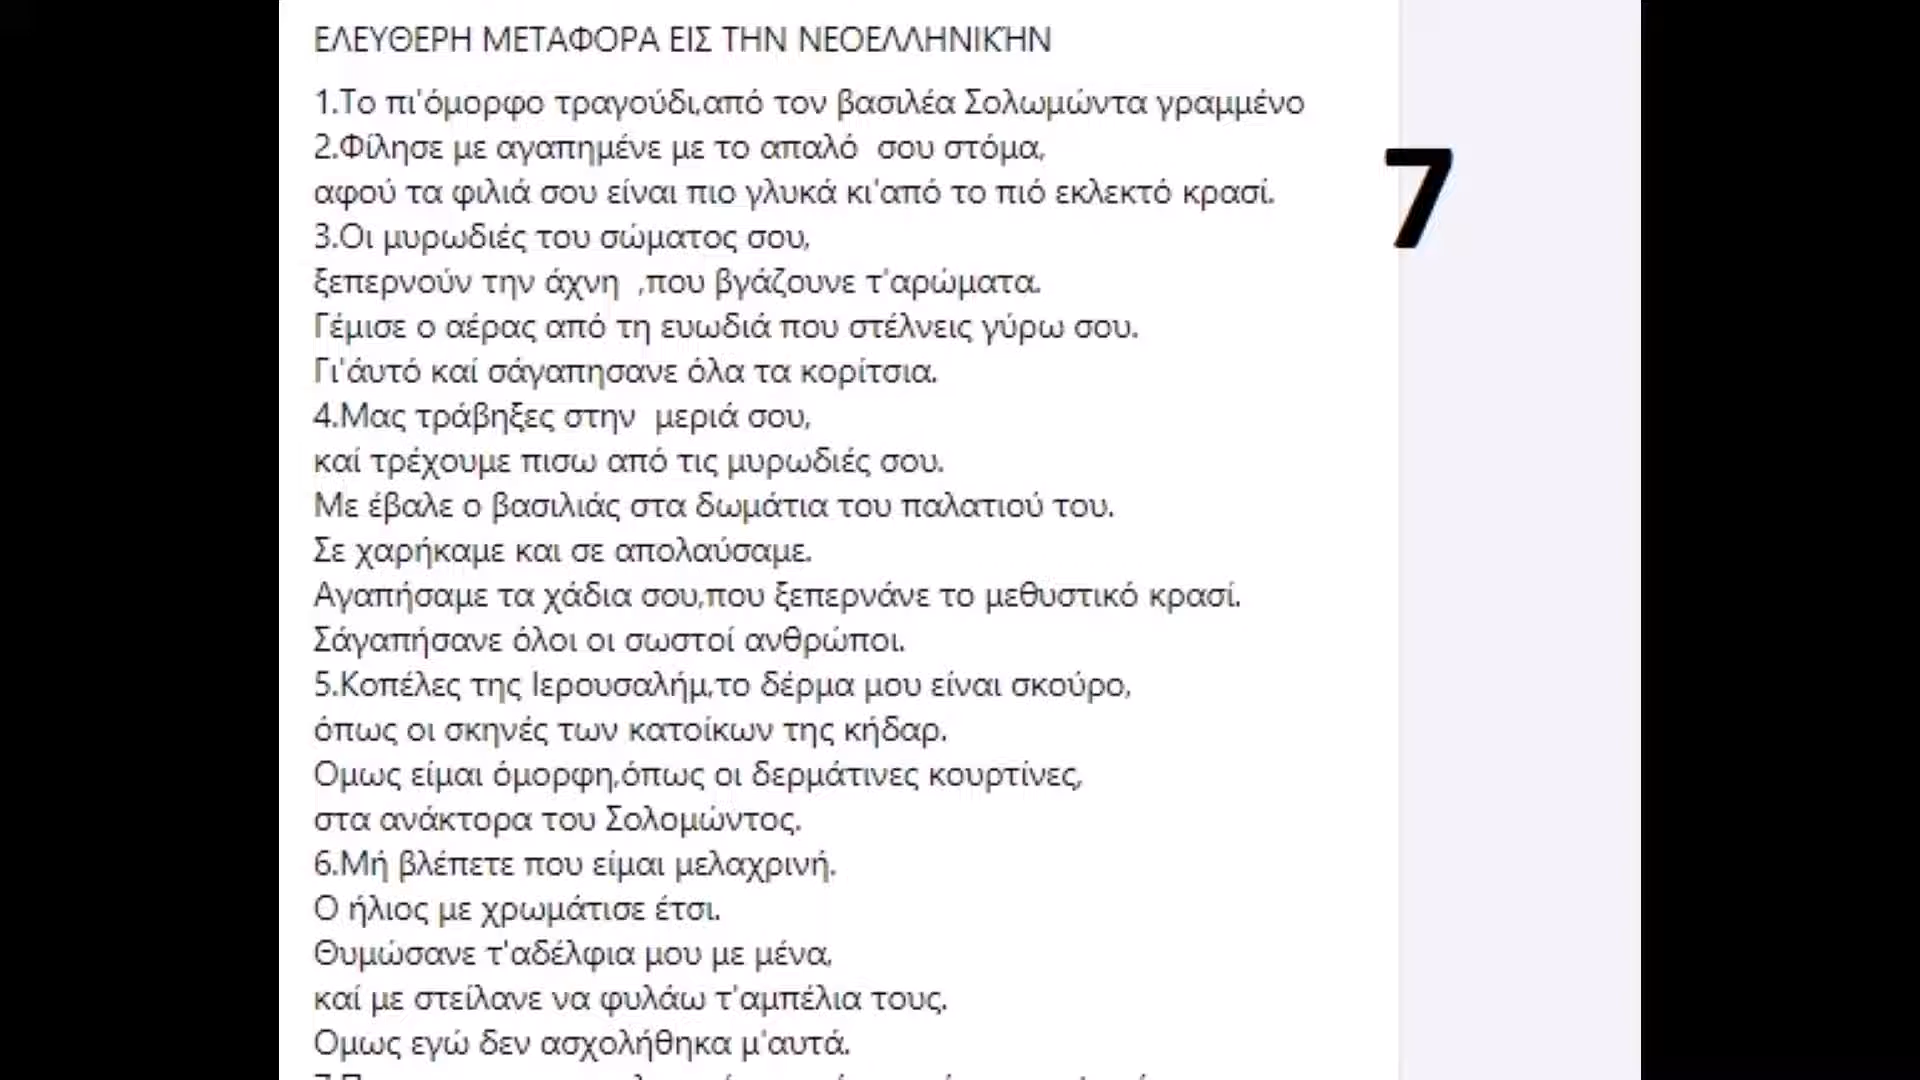 ΕΛΕΥΘΕΡΗ ΜΕΤΑΦΟΡΑ ΕΙΣ ΤΗΝ ΝΕΟΕΛΛΗΝΙΚΉΝ
1.Το πι'όμορφο τραγούδι,από τον βασιλέα Σολωμώντα γραμμένο
2.Φίλησε με αγαπημένε με το απαλό  σου στόμα,
7
αφού τα φιλιά σου είναι πιο γλυκά κι'από το πιό εκλεκτό κρασί.
3.Οι μυρωδιές του σώματος σου,
ξεπερνούν την άχνη  ,που βγάζουνε τ'αρώματα.
Γέμισε ο αέρας από τη ευωδιά που στέλνεις γύρω σου.
Γι'άυτό καί σάγαπησανε όλα τα κορίτσια.
4.Μας τράβηξες στην  μεριά σου,
καί τρέχουμε πισω από τις μυρωδιές σου.
Με έβαλε ο βασιλιάς στα δωμάτια του παλατιού του.
Σε χαρήκαμε και σε απολαύσαμε.
Αγαπήσαμε τα χάδια σου,που ξεπερνάνε το μεθυστικό κρασί.
Σάγαπήσανε όλοι οι σωστοί ανθρώποι.
5.Κοπέλες της Ιερουσαλήμ,το δέρμα μου είναι σκούρο,
όπως οι σκηνές των κατοίκων της κήδαρ.
Ομως είμαι όμορφη,όπως οι δερμάτινες κουρτίνες,
στα ανάκτορα του Σολομώντος.
6.Μή βλέπετε που είμαι μελαχρινή.
Ο ήλιος με χρωμάτισε έτσι.
Θυμώσανε τ'αδέλφια μου με μένα,
καί με στείλανε να φυλάω τ'αμπέλια τους.
Ομως εγώ δεν ασχολήθηκα μ'αυτά.